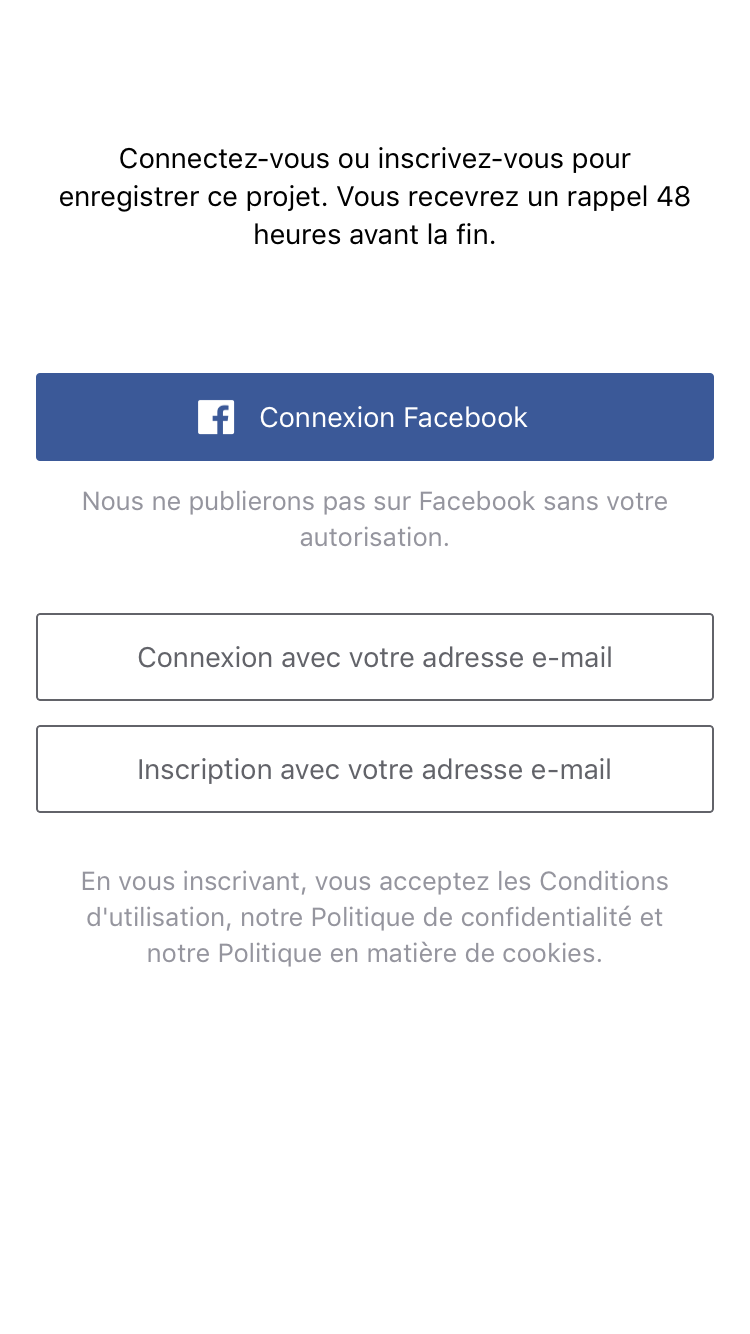 Connectez-vous ou inscrivez-vous pour
enregistrer ce projet. Vous recevrez un rappel 48
heures avant la fin.
Connexion Facebook
Nous ne publierons pas sur Facebook sans votre
autorisation.
Connexion avec votre adresse e-mail
Inscription avec votre adresse e-mail
En vous inscrivant, vous acceptez les Conditions
d'utilisation, notre Politique de confidentialité et
notre Politique en matière de cookies.